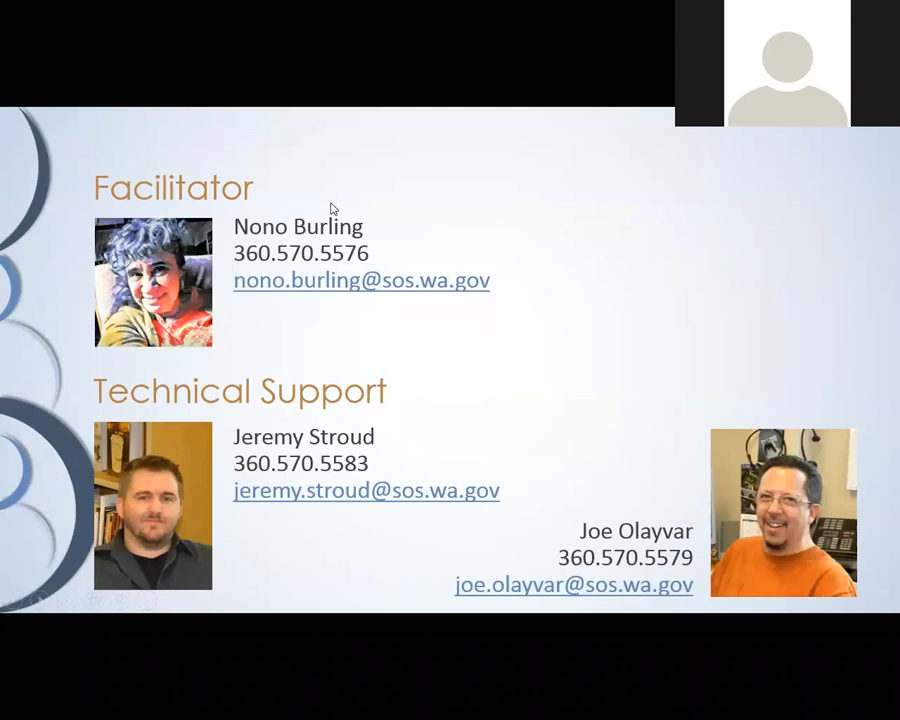 Facilitator
Nono Burling
360.570.5576
nono.burling@sos.wa.gov
Technical Support
Jeremy Stroud
360.570.5583
jeremy.stroud@sos.wa.gov
Joe Olayvar
360.570.5579
joe.olayvar@sos.wa.gov